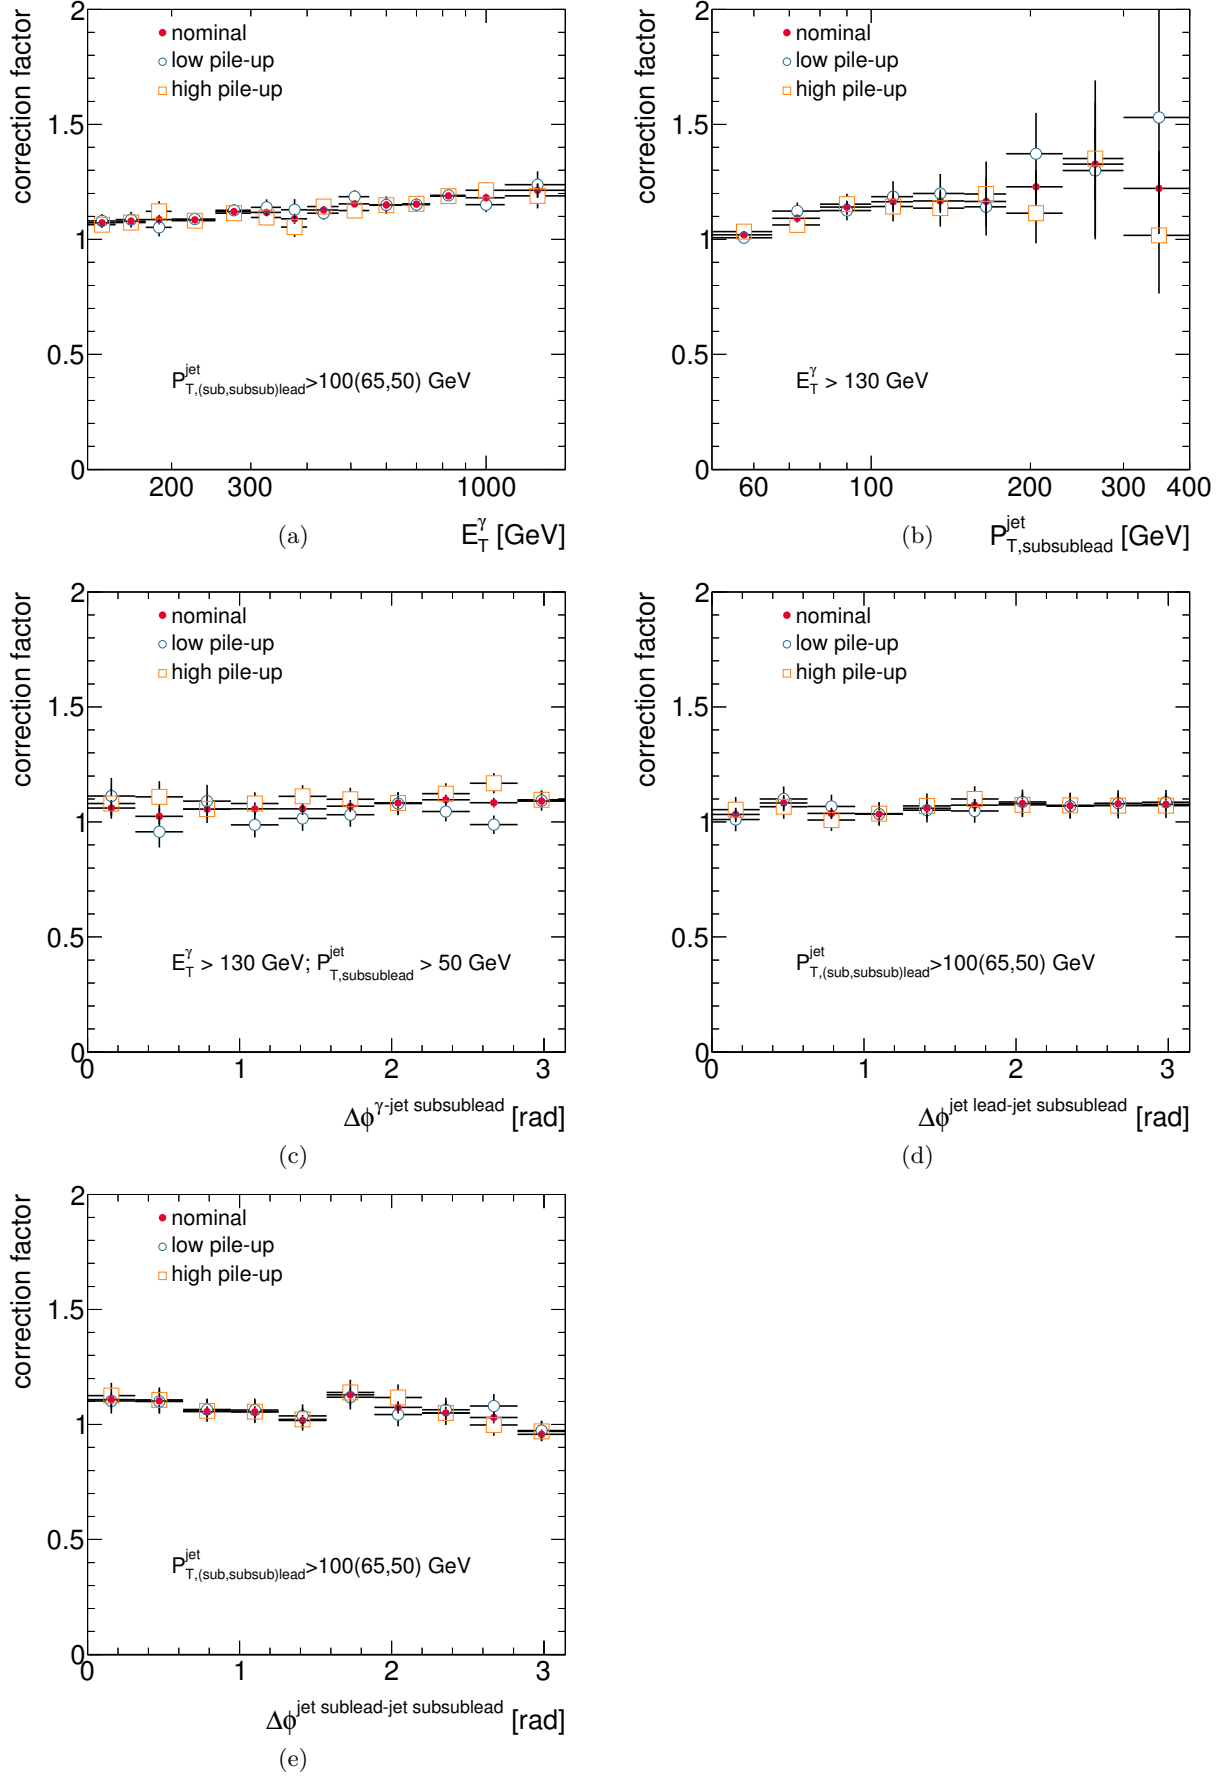 correction factor
2
1.5
1
0.5
0
nominal
low pile-up
high pile-up
P^jet_T,(sub,subsub)lead>100(65,50) GeV
200 300 1000
E_T^γ [GeV]
(a)
correction factor
2
1.5
1
0.5
0
nominal
low pile-up
high pile-up
E_T^γ > 130 GeV
60 100 200 300 400
P^jet_T,subsublead [GeV]
(b)
correction factor
2
1.5
1
0.5
0
nominal
low pile-up
high pile-up
E_T^γ > 130 GeV; P^jet_T,subsublead > 50 GeV
0 1 2 3
Δϕ^γ-jet subsublead [rad]
(c)
correction factor
2
1.5
1
0.5
0
nominal
low pile-up
high pile-up
P^jet_T,(sub,subsub)lead>100(65,50) GeV
0 1 2 3
Δϕ^jet lead-jet subsublead [rad]
(d)
correction factor
2
1.5
1
0.5
0
nominal
low pile-up
high pile-up
P^jet_T,(sub,subsub)lead>100(65,50) GeV
0 1 2 3
Δϕ^jet sublead-jet subsublead [rad]
(e)